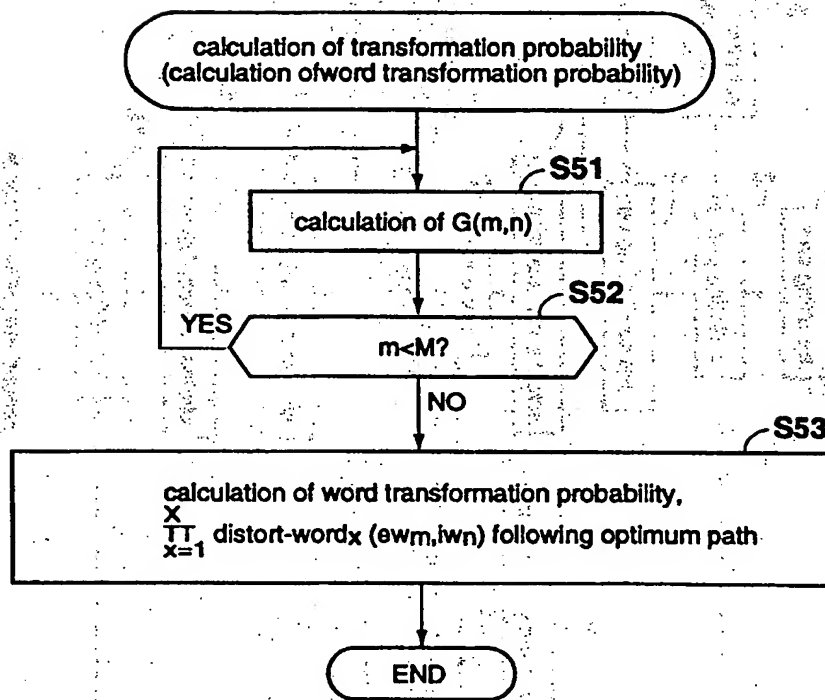 calculation of transformation probability
(calculation ofword transformation probability)
S51
calculation of G(m,n)
S52
YES
m<M?
NO
S53
calculation of word transformation probability,
X
TT distort-wordx (ewm,iwn) following optimum path
x=1
END